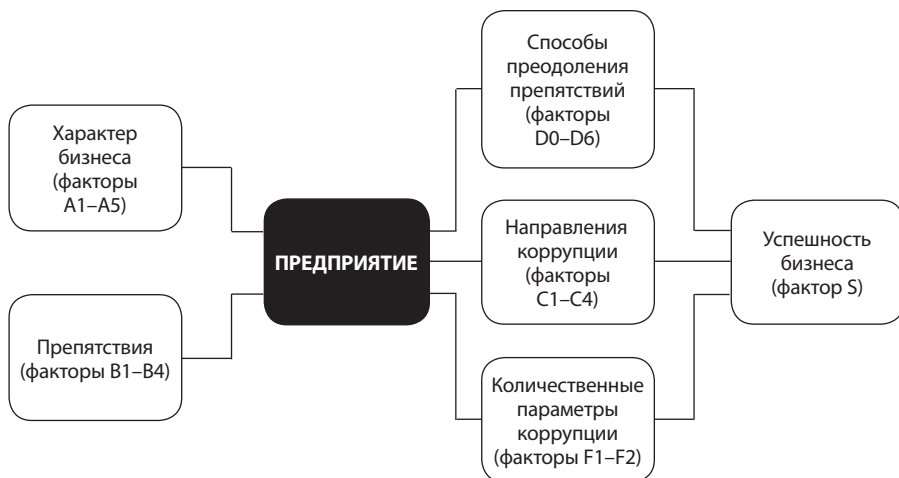 Характер
бизнеса
(факторы
A1–A5)
Препятствия
(факторы B1–B4)
ПРЕДПРИЯТИЕ
Способы
преодоления
препятствий
(факторы
D0–D6)
Направления
коррупции
(факторы
C1–C4)
Количественные
параметры
коррупции
(факторы F1–F2)
Успешность
бизнеса
(фактор S)